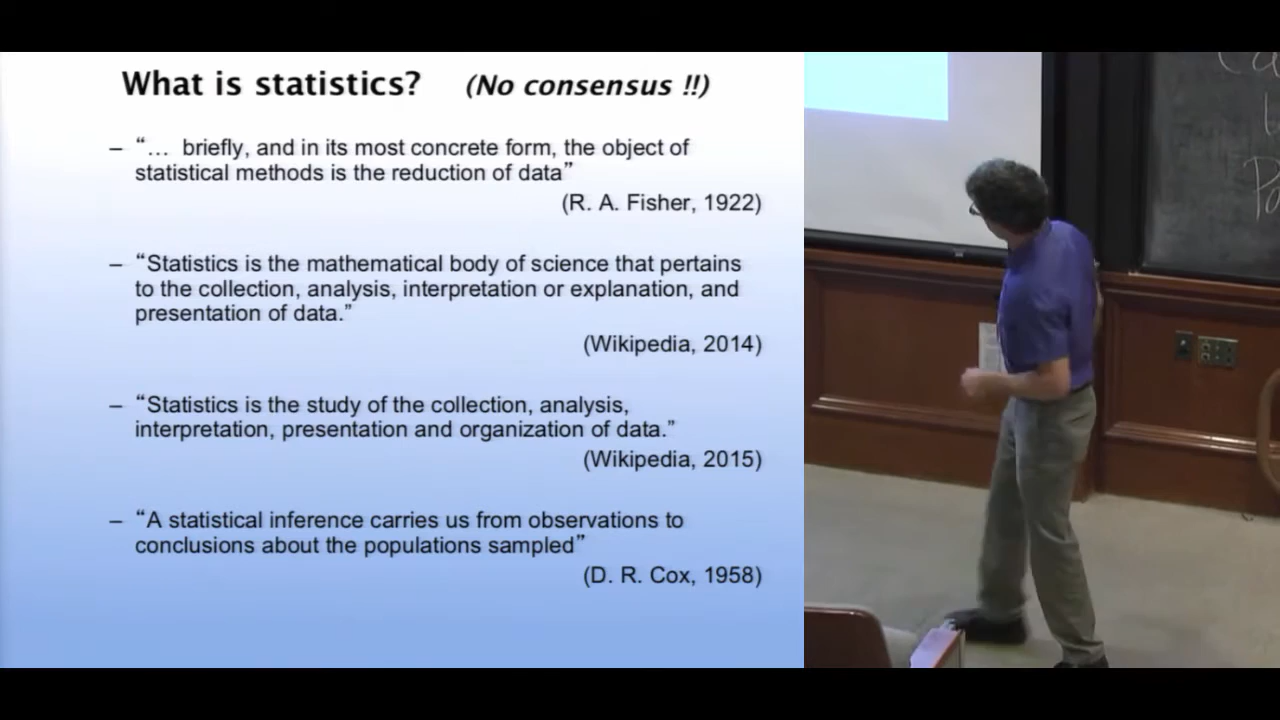 What is statistics? (No consensus !!)
– “… briefly, and in its most concrete form, the object of
statistical methods is the reduction of data”
(R. A. Fisher, 1922)
– “Statistics is the mathematical body of science that pertains
to the collection, analysis, interpretation or explanation, and
presentation of data.”
(Wikipedia, 2014)
– “Statistics is the study of the collection, analysis,
interpretation, presentation and organization of data.”
(Wikipedia, 2015)
– “A statistical inference carries us from observations to
conclusions about the populations sampled”
(D. R. Cox, 1958)